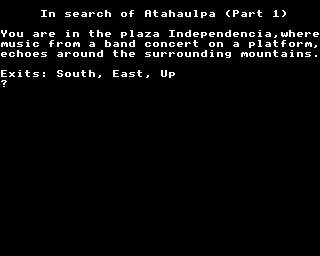 In search of Atahaulpa (Part 1)
You are in the plaza Independencia,where
music from a band concert on a platform,
echoes around the surrounding mountains.
Exits: South, East, Up
?